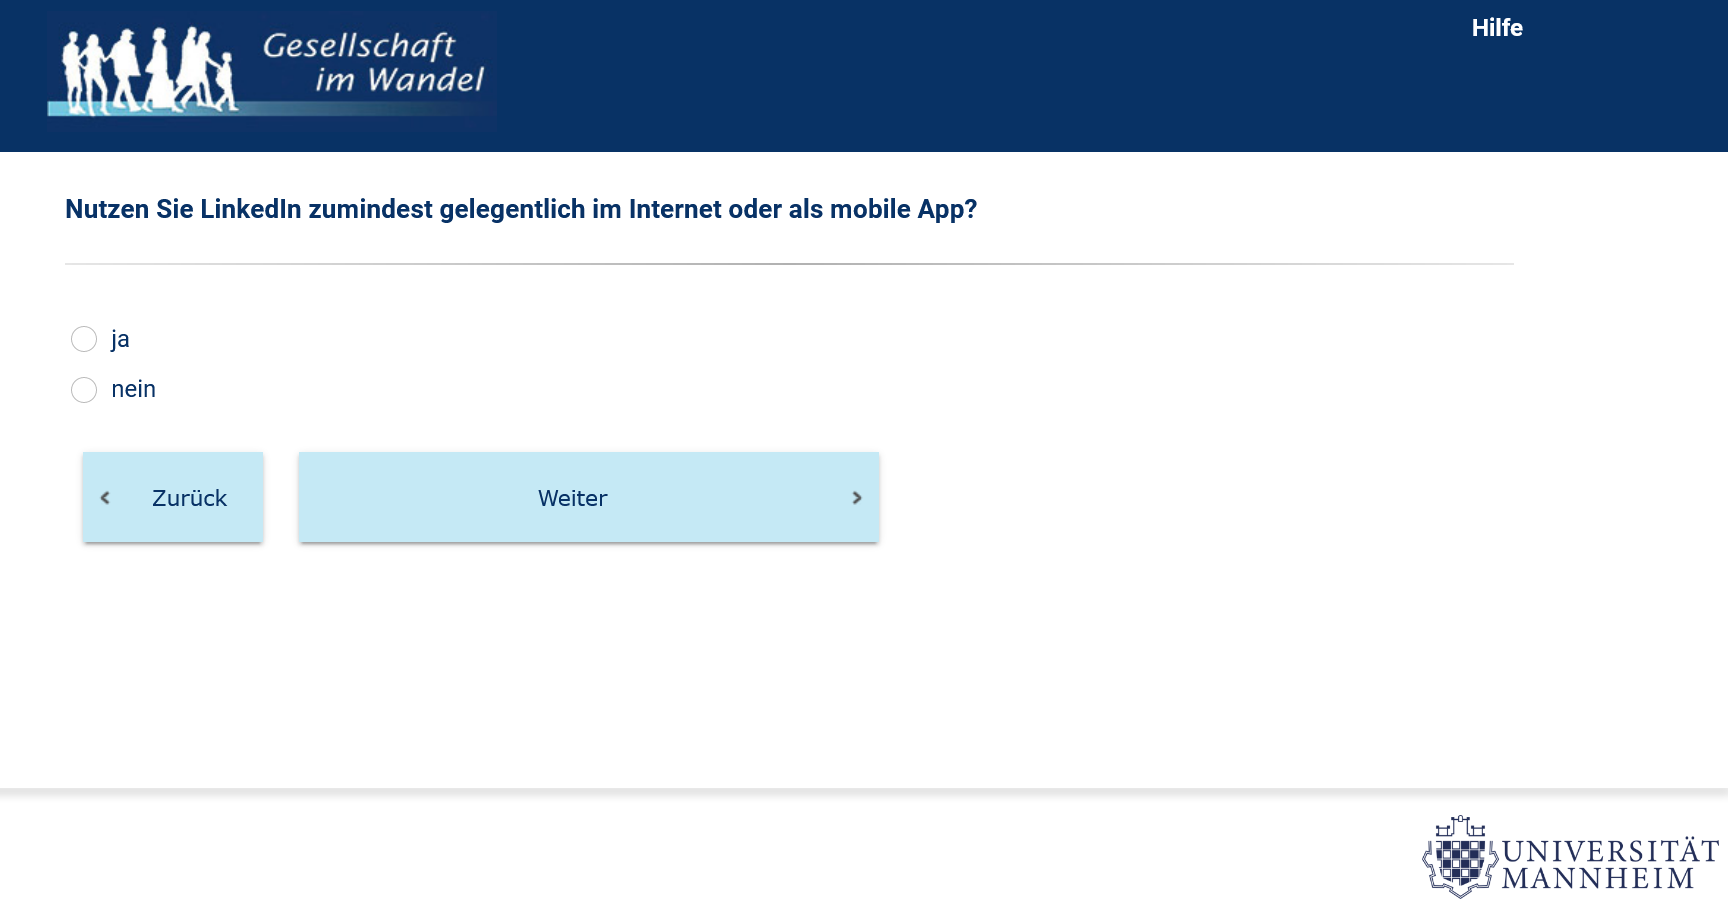 Gesellschaft
im Wandel
Hilfe
Nutzen Sie LinkedIn zumindest gelegentlich im Internet oder als mobile App?
ja
nein
Zurück
Weiter
UNIVERSITÄT
MANNHEIM